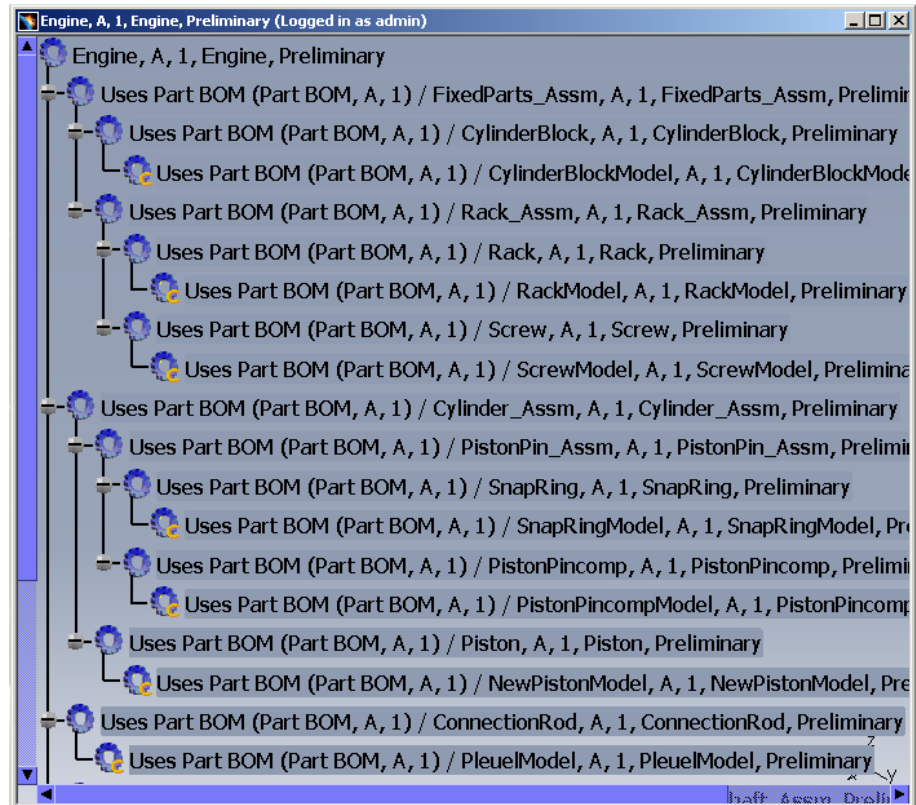 Engine, A, 1, Engine, Preliminary (Logged in as admin)
Engine, A, 1, Engine, Preliminary
Uses Part BOM (Part BOM, A, 1) / FixedParts_Assm, A, 1, FixedParts_Assm, Prelimin
Uses Part BOM (Part BOM, A, 1) / CylinderBlock, A, 1, CylinderBlock, Preliminary
Uses Part BOM (Part BOM, A, 1) / CylinderBlockModel, A, 1, CylinderBlockMode
Uses Part BOM (Part BOM, A, 1) / Rack_Assm, A, 1, Rack_Assm, Preliminary
Uses Part BOM (Part BOM, A, 1) / Rack, A, 1, Rack, Preliminary
Uses Part BOM (Part BOM, A, 1) / RackModel, A, 1, RackModel, Preliminary
Uses Part BOM (Part BOM, A, 1) / Screw, A, 1, Screw, Preliminary
Uses Part BOM (Part BOM, A, 1) / ScrewModel, A, 1, ScrewModel, Prelimina
Uses Part BOM (Part BOM, A, 1) / Cylinder_Assm, A, 1, Cylinder_Assm, Preliminary
Uses Part BOM (Part BOM, A, 1) / PistonPin_Assm, A, 1, PistonPin_Assm, Prelimi
Uses Part BOM (Part BOM, A, 1) / SnapRing, A, 1, SnapRing, Preliminary
Uses Part BOM (Part BOM, A, 1) / SnapRingModel, A, 1, SnapRingModel, Pre
Uses Part BOM (Part BOM, A, 1) / PistonPincomp, A, 1, PistonPincomp, Prelimi
Uses Part BOM (Part BOM, A, 1) / PistonPincompModel, A, 1, PistonPincomp
Uses Part BOM (Part BOM, A, 1) / Piston, A, 1, Piston, Preliminary
Uses Part BOM (Part BOM, A, 1) / NewPistonModel, A, 1, NewPistonModel, Pre
Uses Part BOM (Part BOM, A, 1) / ConnectionRod, A, 1, ConnectionRod, Preliminary
z
Uses Part BOM (Part BOM, A, 1) / PleuelModel, A, 1, PleuelModel, Preliminary
x y